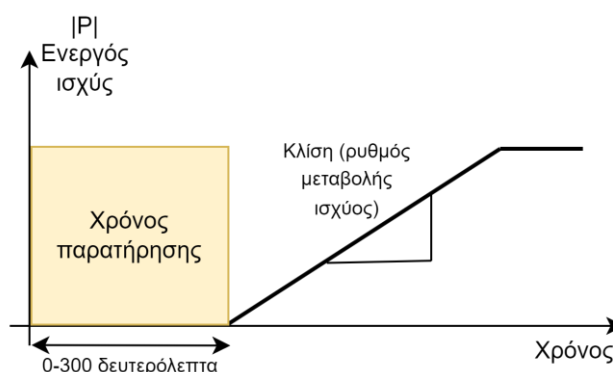 |P|
Ενεργός
ισχύς
Κλίση (ρυθμός
μεταβολής
ισχύος)
Χρόνος
παρατήρησης
Χρόνος
0-300 δευτερόλεπτα